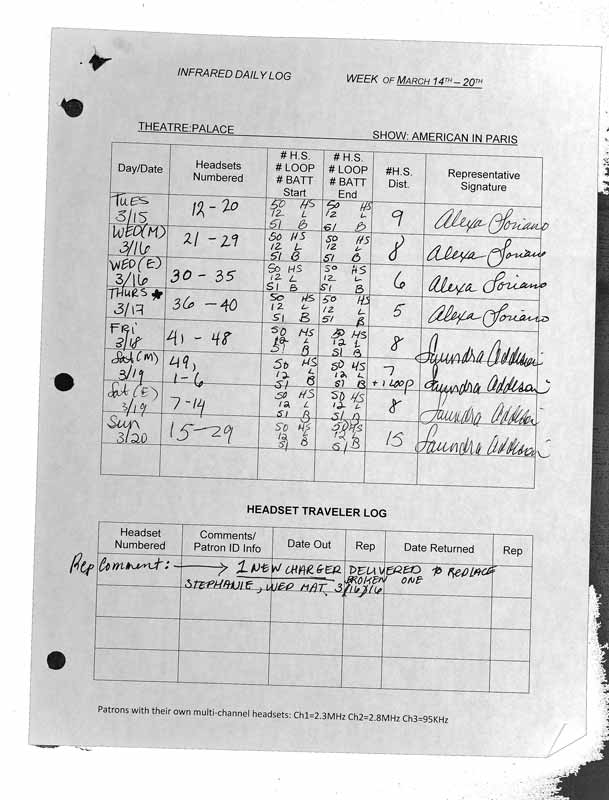 INFRARED DAILY LOG WEEK OF MARCH 14TH – 20TH
THEATRE:PALACE SHOW: AMERICAN IN PARIS
Day/Date Headsets Numbered # H.S. # LOOP # BATT Start # H.S. # LOOP # BATT End #H.S. Dist. Representative Signature
TUES 3/15 12-20 50 HS 12 L 51 B 50 HS 12 L 51 B 9 Alexa Soriano
WED(M) 3/16 21-29 50 HS 12 L 51 B 50 HS 12 L 51 B 8 Alexa Soriano
WED(E) 3/16 30-35 50 HS 12 L 51 B 50 HS 12 L 51 B 6 Alexa Soriano
THURS ★ 3/17 36-40 50 HS 12 L 51 B 50 HS 12 L 51 B 5 Alexa Soriano
FRI 3/18 41-48 50 HS 12 L 51 B 50 HS 12 L 51 B 8 Saundra Addison
Sat(M) 3/19 49, 1-6 50 HS 12 L 51 B 50 HS 12 L 51 B 7 +1 LOOP Saundra Addison
Sat(E) 3/19 7-14 50 HS 12 L 51 B 50 HS 12 L 51 B 8 Saundra Addison
Sun 3/20 15-29 50 HS 12 L 51 B 50 HS 12 L 51 B 15 Saundra Addison
HEADSET TRAVELER LOG
Headset Numbered Comments/ Patron ID Info Date Out Rep Date Returned Rep
Rep Comment: → 1 NEW CHARGER DELIVERED to REPLACE
BROKEN ONE
STEPHANIE, WED MAT. 3/16/16
Patrons with their own multi-channel headsets: Ch1=2.3MHz Ch2=2.8MHz Ch3=95KHz